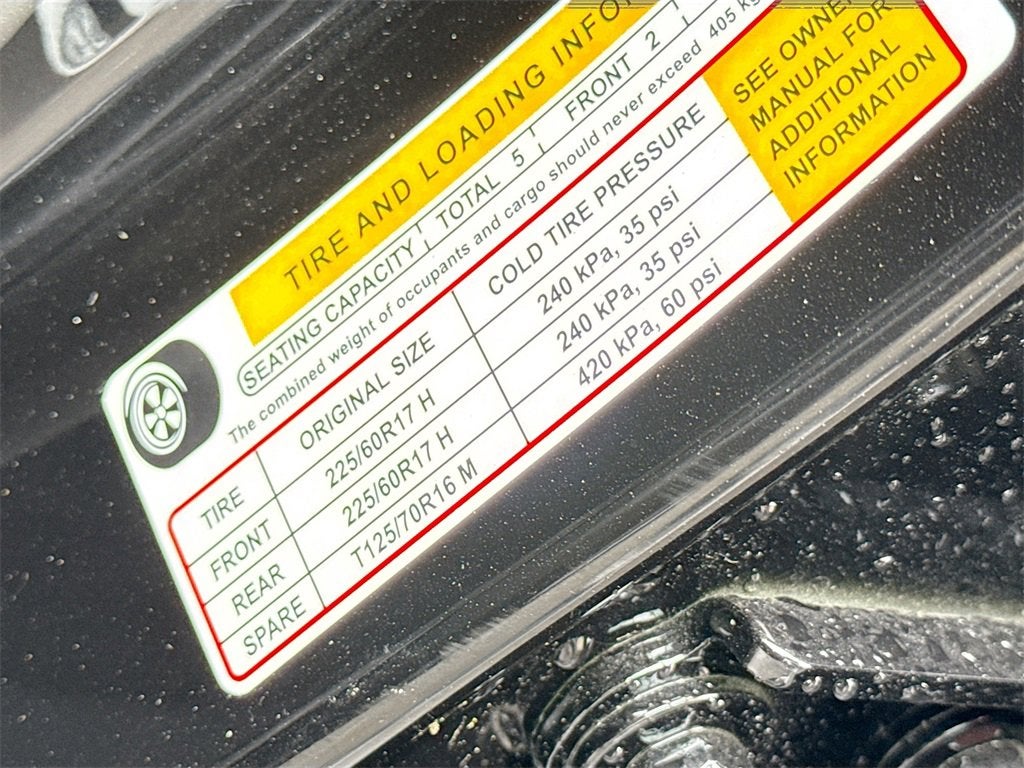 TIRE AND LOADING INFO
SEATING CAPACITY TOTAL 5 FRONT 2
The combined weight of occupants and cargo should never exceed 405 kg
TIRE ORIGINAL SIZE COLD TIRE PRESSURE
FRONT 225/60R17 H 240 kPa, 35 psi
REAR 225/60R17 H 240 kPa, 35 psi
SPARE T125/70R16 M 420 kPa, 60 psi
SEE OWNER
MANUAL FOR
ADDITIONAL
INFORMATION